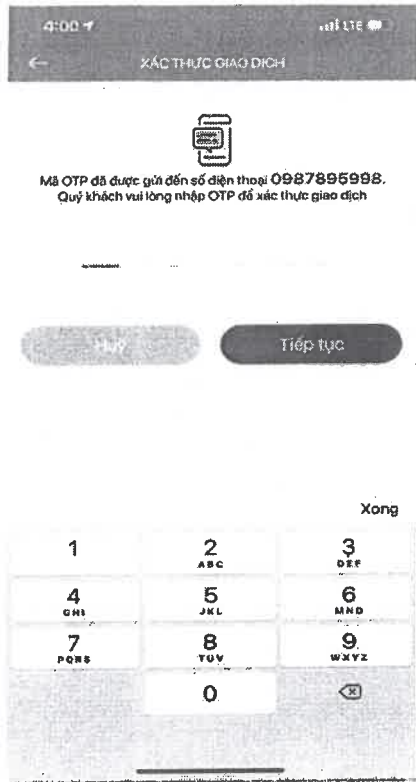 4:00 LTE
XÁC THỰC GIAO DỊCH
Mã OTP đã được gửi đến số điện thoại 0987895998.
Quý khách vui lòng nhập OTP để xác thực giao dịch
Huỷ Tiếp tục
Xong
1 2 3
ABC DEF
4 5 6
GHI JKL MNO
7 8 9
PQRS TUV WXYZ
0